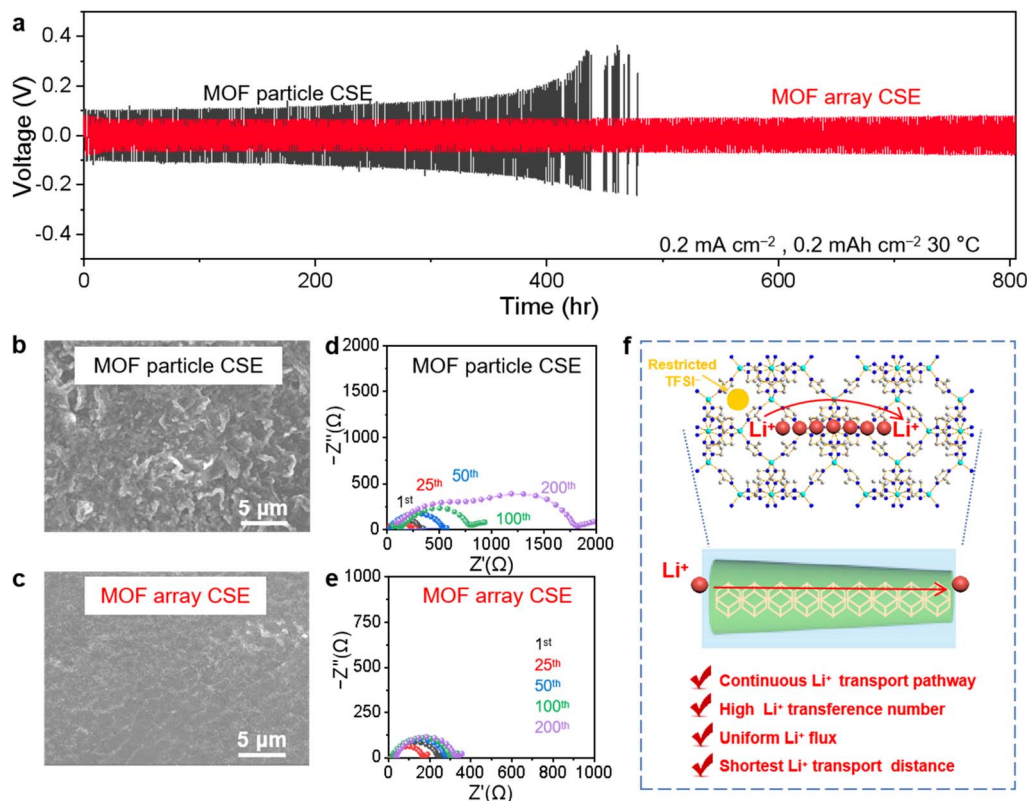 a
0.4
0.2
0.0
-0.2
-0.4
Voltage (V)
MOF particle CSE
MOF array CSE
0.2 mA cm⁻² , 0.2 mAh cm⁻² 30 °C
0
200
400
600
800
Time (hr)
b
MOF particle CSE
5 μm
c
MOF array CSE
5 μm
d
MOF particle CSE
2000
1500
1000
500
250
0
−Z''(Ω)
1ˢᵗ
25ᵗʰ
50ᵗʰ
100ᵗʰ
200ᵗʰ
0
500
1000
1500
2000
Z'(Ω)
e
MOF array CSE
1000
750
500
250
0
−Z''(Ω)
1ˢᵗ
25ᵗʰ
50ᵗʰ
100ᵗʰ
200ᵗʰ
0
200
400
600
800
1000
Z'(Ω)
f
Restricted
TFSI⁻
Li⁺ Li⁺
Li⁺
Continuous Li⁺ transport pathway
High Li⁺ transference number
Uniform Li⁺ flux
Shortest Li⁺ transport distance